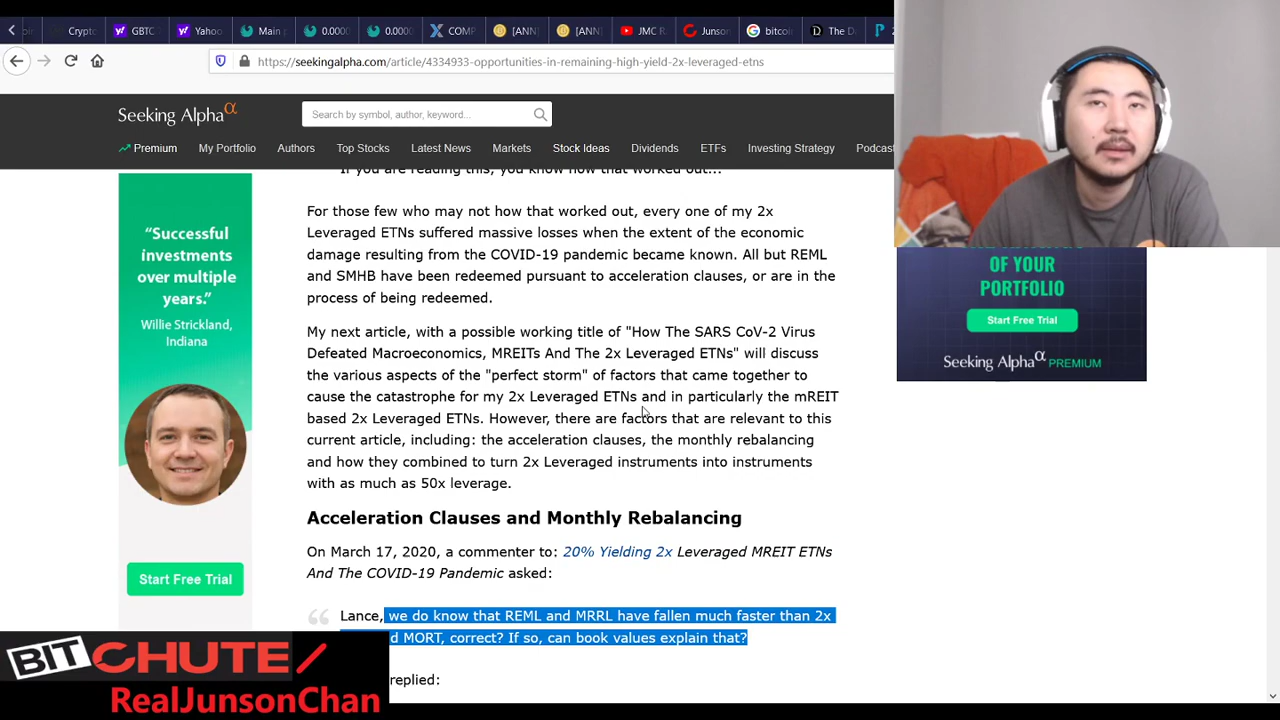 Crypto
GBTC
Yahoo
Main p
0.0000
0.0000
COMP
[ANN]
[ANN]
JMC R
Junson
bitcoi
The D
https://seekingalpha.com/article/4334933-opportunities-in-remaining-high-yield-2x-leveraged-etns
Seeking Alpha α
Search by symbol, author, keyword...
Premium
My Portfolio
Authors
Top Stocks
Latest News
Markets
Stock Ideas
Dividends
ETFs
Investing Strategy
Podcast
If you are reading this, you know how that worked out...
For those few who may not how that worked out, every one of my 2x
Leveraged ETNs suffered massive losses when the extent of the economic
damage resulting from the COVID-19 pandemic became known. All but REML
and SMHB have been redeemed pursuant to acceleration clauses, or are in the
process of being redeemed.
My next article, with a possible working title of "How The SARS CoV-2 Virus
Defeated Macroeconomics, MREITs And The 2x Leveraged ETNs" will discuss
the various aspects of the "perfect storm" of factors that came together to
cause the catastrophe for my 2x Leveraged ETNs and in particularly the mREIT
based 2x Leveraged ETNs. However, there are factors that are relevant to this
current article, including: the acceleration clauses, the monthly rebalancing
and how they combined to turn 2x Leveraged instruments into instruments
with as much as 50x leverage.
Acceleration Clauses and Monthly Rebalancing
On March 17, 2020, a commenter to: 20% Yielding 2x Leveraged MREIT ETNs
And The COVID-19 Pandemic asked:
Lance, we do know that REML and MRRL have fallen much faster than 2x
d MORT, correct? If so, can book values explain that?
replied:
“Successful
investments
over multiple
years.”
Willie Strickland,
Indiana
Start Free Trial
OF YOUR
PORTFOLIO
Start Free Trial
Seeking Alpha α PREMIUM
BITCHUTE
RealJunsonChan